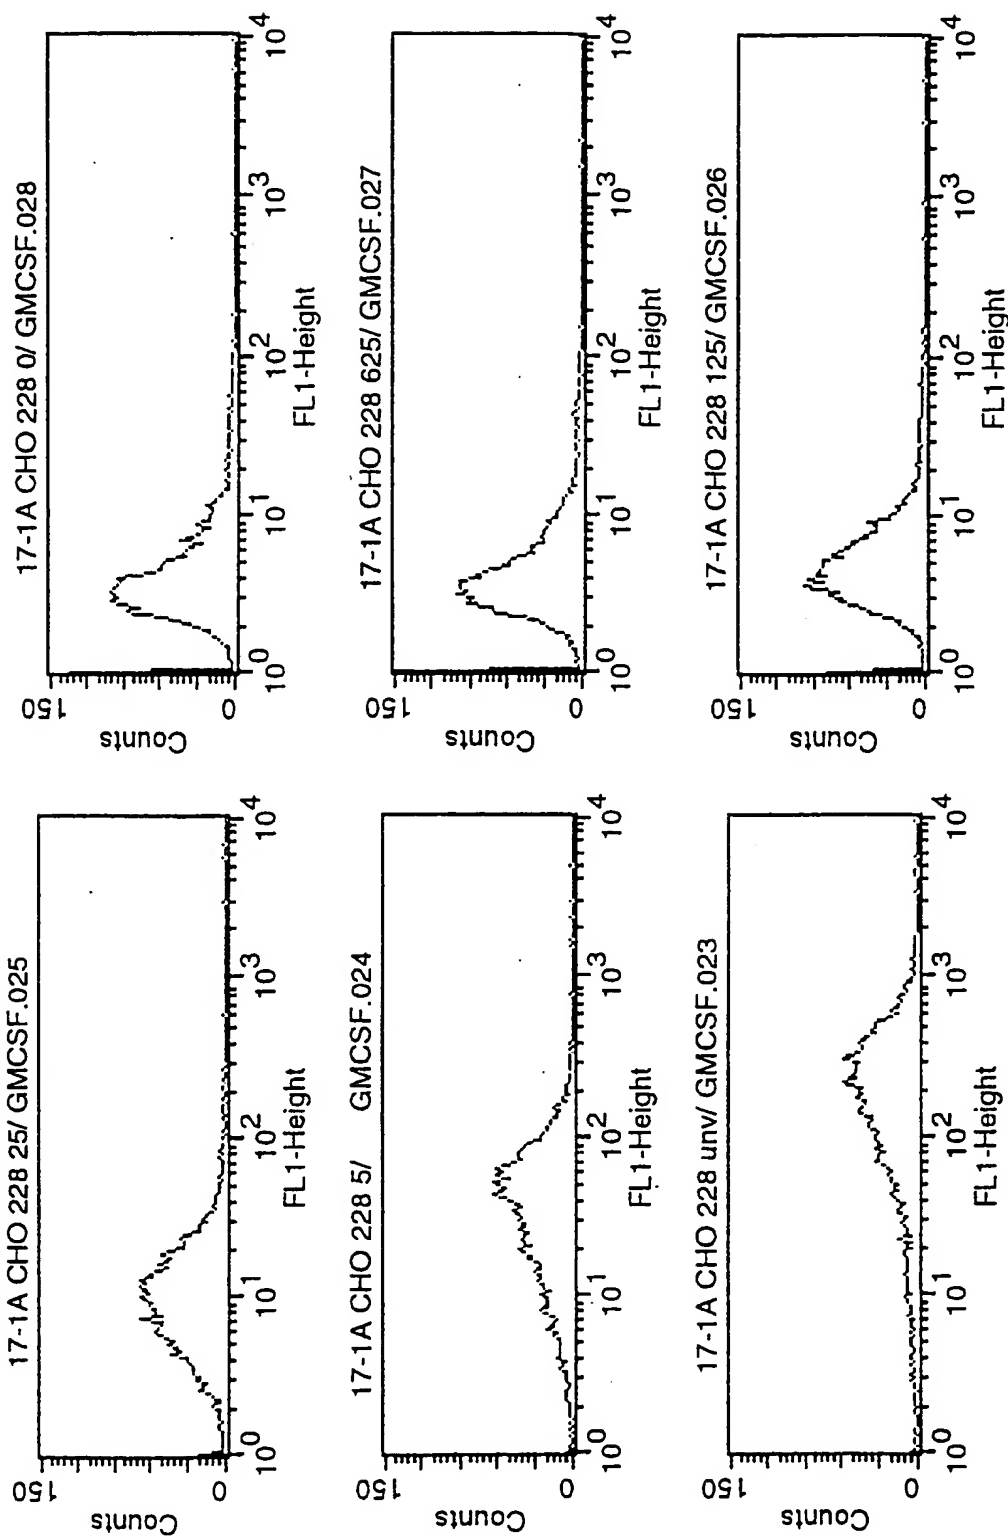 17-1A CHO 228 25/ GMCSF.025
Counts
150
0
10^0 10^1 10^2 10^3 10^4
FL1-Height
17-1A CHO 228 0/ GMCSF.028
Counts
150
0
10^0 10^1 10^2 10^3 10^4
FL1-Height
17-1A CHO 228 5/ GMCSF.024
Counts
150
0
10^0 10^1 10^2 10^3 10^4
FL1-Height
17-1A CHO 228 625/ GMCSF.027
Counts
150
0
10^0 10^1 10^2 10^3 10^4
FL1-Height
17-1A CHO 228 unv/ GMCSF.023
Counts
150
0
10^0 10^1 10^2 10^3 10^4
FL1-Height
17-1A CHO 228 125/ GMCSF.026
Counts
150
0
10^0 10^1 10^2 10^3 10^4
FL1-Height